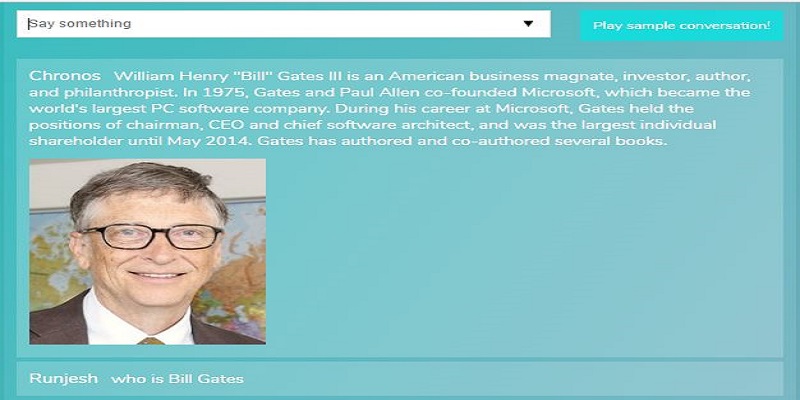 Say something
Play sample conversation!
Chronos William Henry "Bill" Gates III is an American business magnate, investor, author,
and philanthropist. In 1975, Gates and Paul Allen co-founded Microsoft, which became the
world's largest PC software company. During his career at Microsoft, Gates held the
positions of chairman, CEO and chief software architect, and was the largest individual
shareholder until May 2014. Gates has authored and co-authored several books.
Runjesh who is Bill Gates